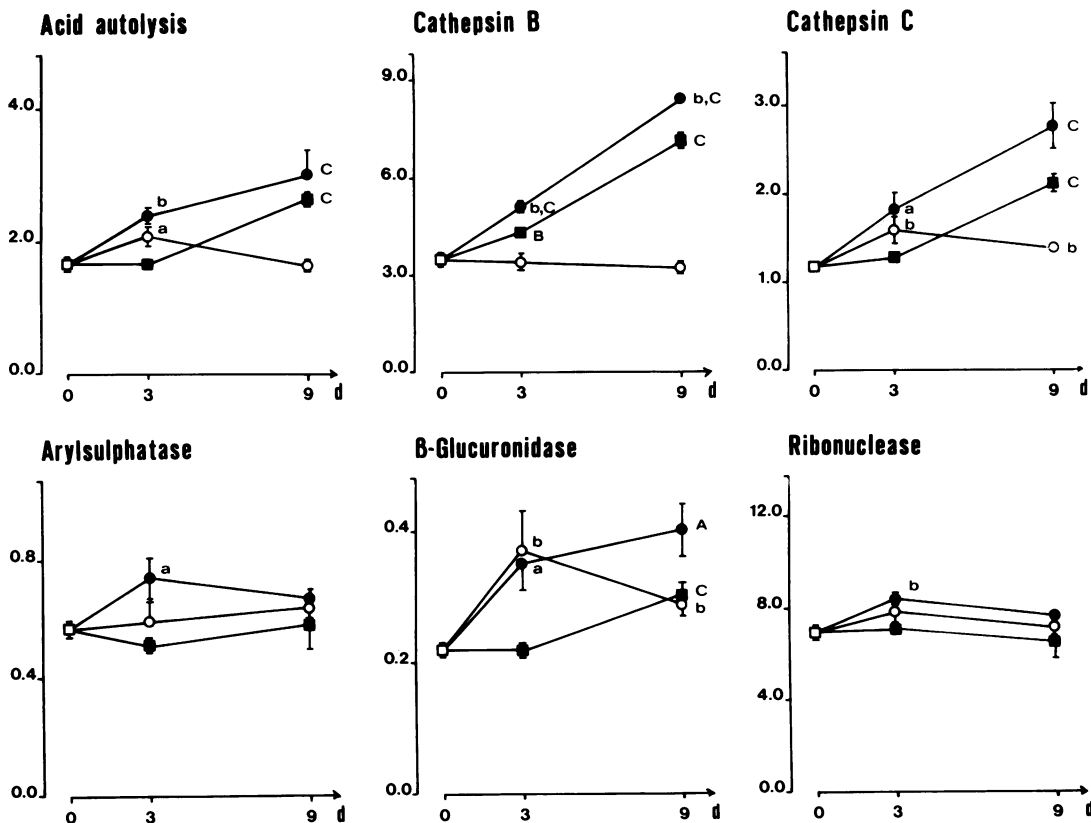 Acid autolysis
4.0
2.0
0.0
b
a
C
C
0 3 9 d
Cathepsin B
9.0
6.0
3.0
0.0
b,C
B
b,C
C
0 3 9 d
Cathepsin C
3.0
2.0
1.0
0.0
a
b
C
C
b
0 3 9 d
Arylsulphatase
0.8
0.4
0.0
a
0 3 9 d
β-Glucuronidase
0.4
0.2
0.0
b
a
A
C
b
0 3 9 d
Ribonuclease
12.0
8.0
4.0
0.0
b
0 3 9 d